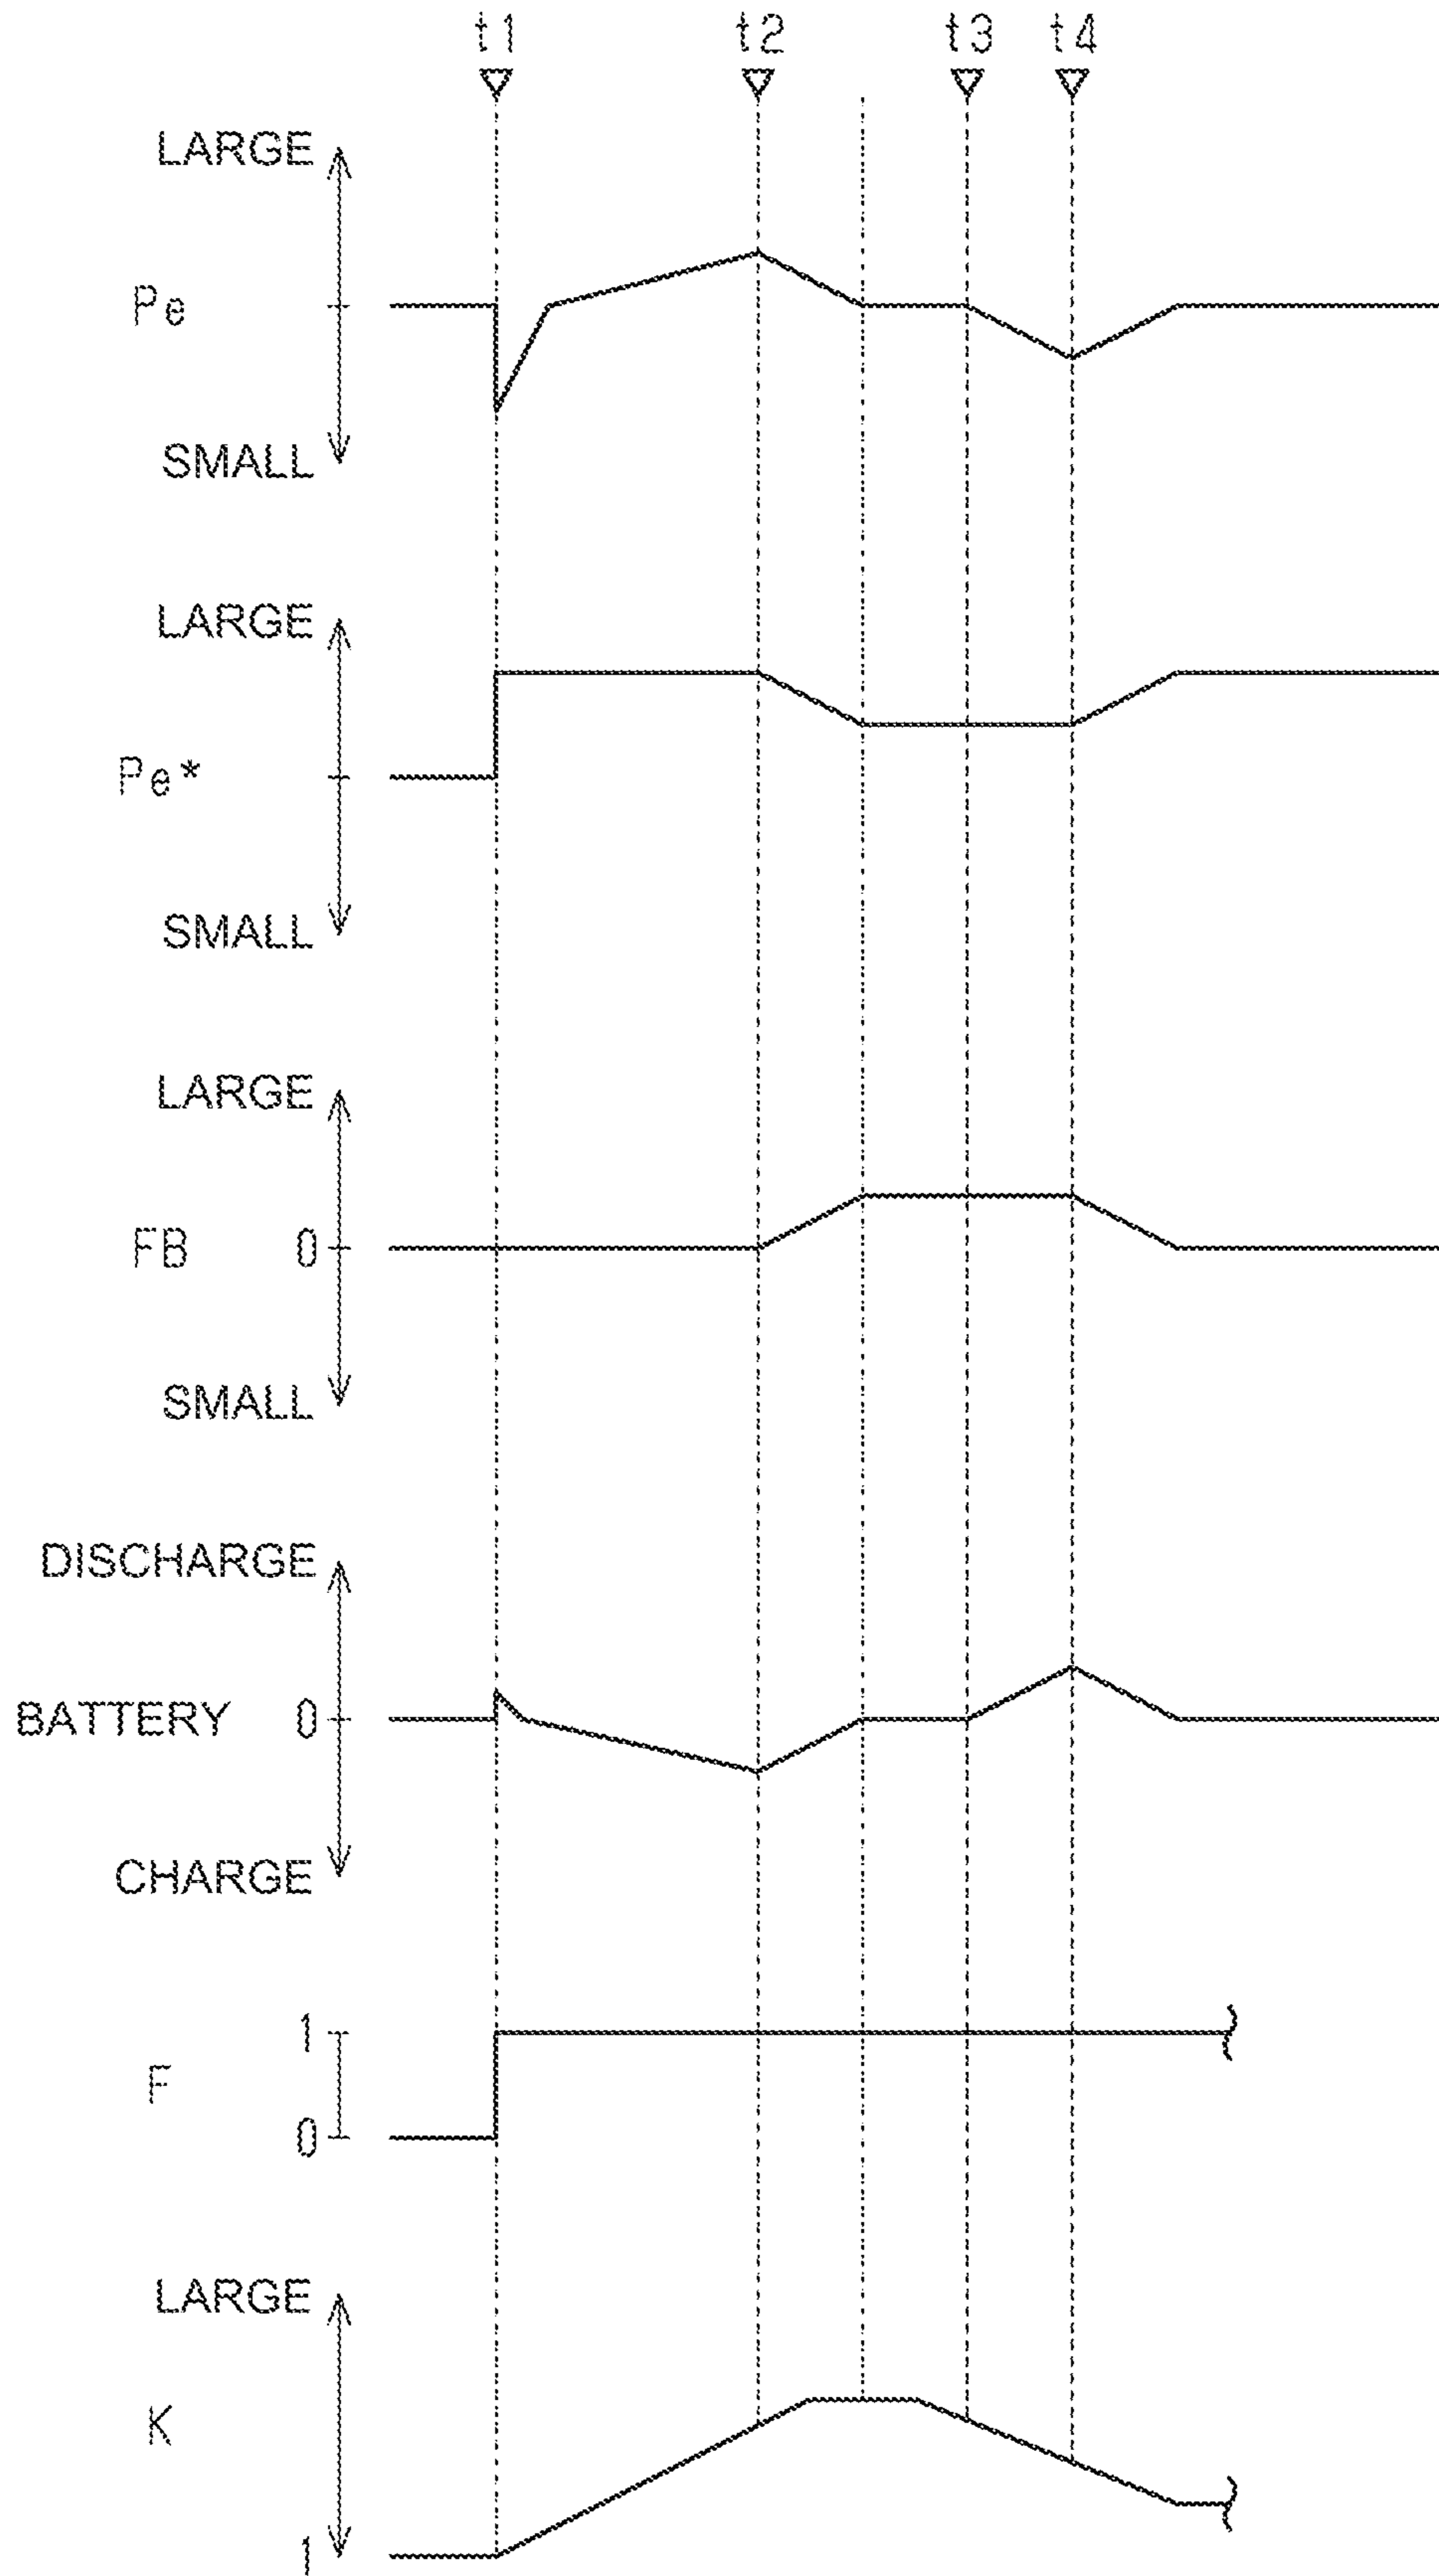 t1 t2 t3 t4
LARGE
Pe
SMALL
LARGE
Pe*
SMALL
LARGE
FB 0
SMALL
DISCHARGE
BATTERY 0
CHARGE
1
F
0
LARGE
K
1